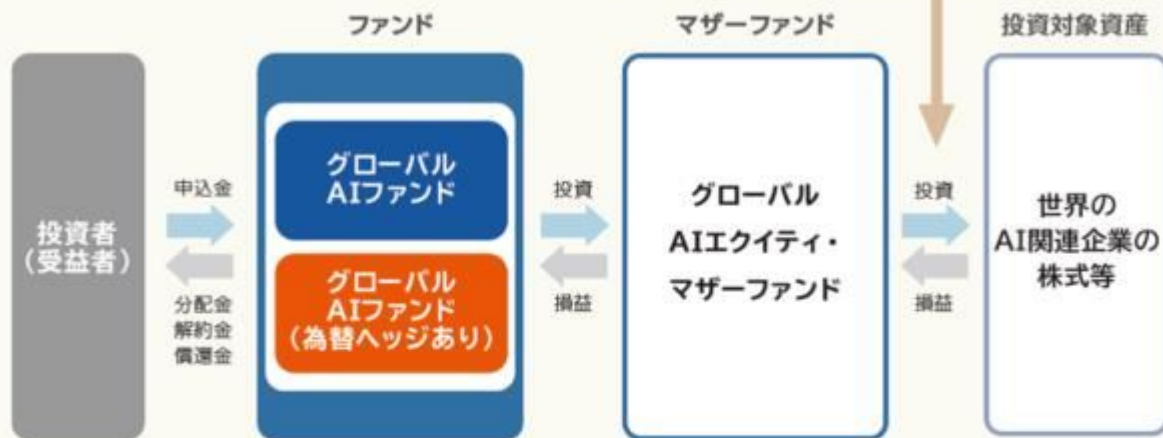 ファンド
マザーファンド
投資対象資産
投資者
（受益者）
申込金
分配金
解約金
償還金
グローバル
AIファンド
グローバル
AIファンド
（為替ヘッジあり）
投資
損益
グローバル
AIエクイティ・
マザーファンド
投資
損益
世界の
AI関連企業の
株式等